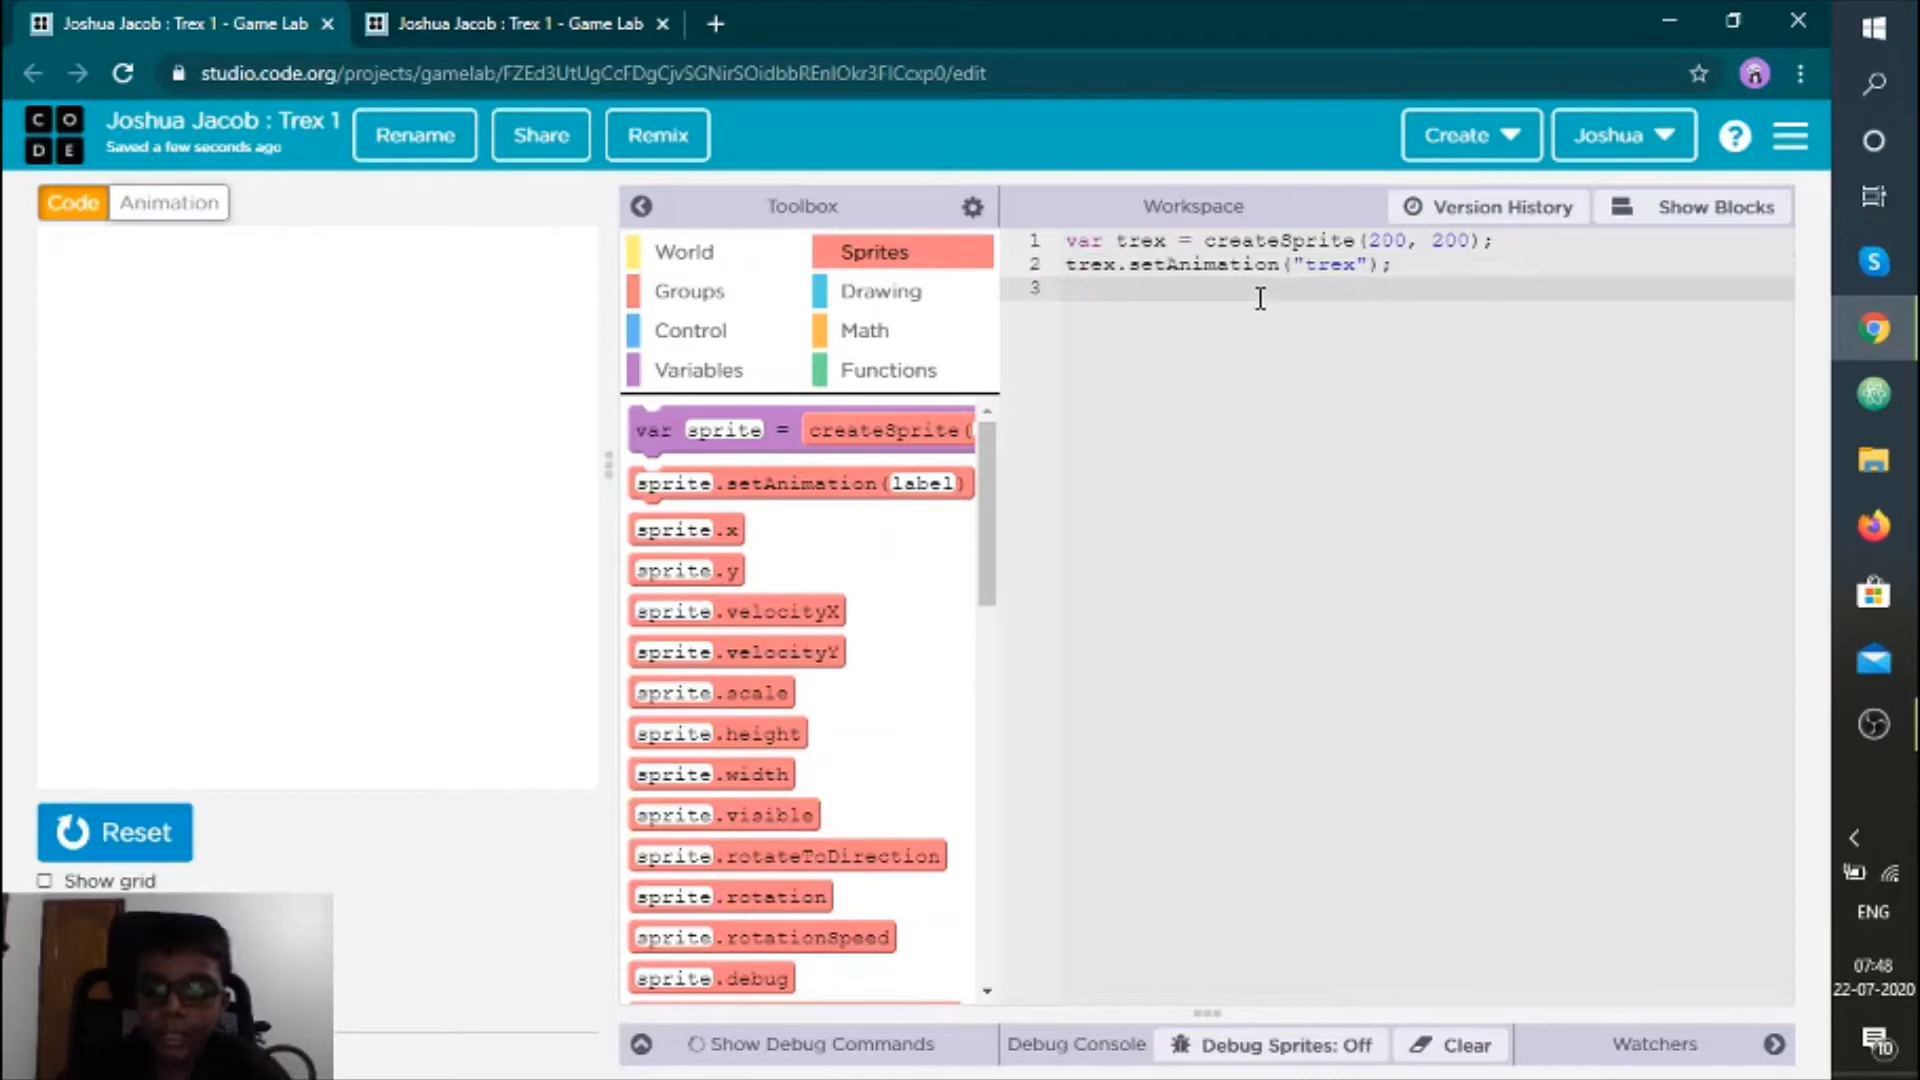 Joshua Jacob : Trex 1 - Game Lab
Joshua Jacob : Trex 1 - Game Lab
studio.code.org/projects/gamelab/FZEd3UtUgCcFDgCjvSGNirSOidbbREnlOkr3FlCcxp0/edit
C O
D E
Joshua Jacob : Trex 1
Saved a few seconds ago
Rename
Share
Remix
Create
Joshua
?
Code
Animation
Toolbox
Workspace
Version History
Show Blocks
World
Sprites
Groups
Drawing
Control
Math
Variables
Functions
var sprite = createSprite(
sprite.setAnimation(label)
sprite.x
sprite.y
sprite.velocityX
sprite.velocityY
sprite.scale
sprite.height
sprite.width
sprite.visible
sprite.rotateToDirection
sprite.rotation
sprite.rotationSpeed
sprite.debug
1 var trex = createSprite(200, 200);
2 trex.setAnimation("trex");
3
Reset
Show grid
Show Debug Commands
Debug Console
Debug Sprites: Off
Clear
Watchers
ENG
07:48
22-07-2020
10